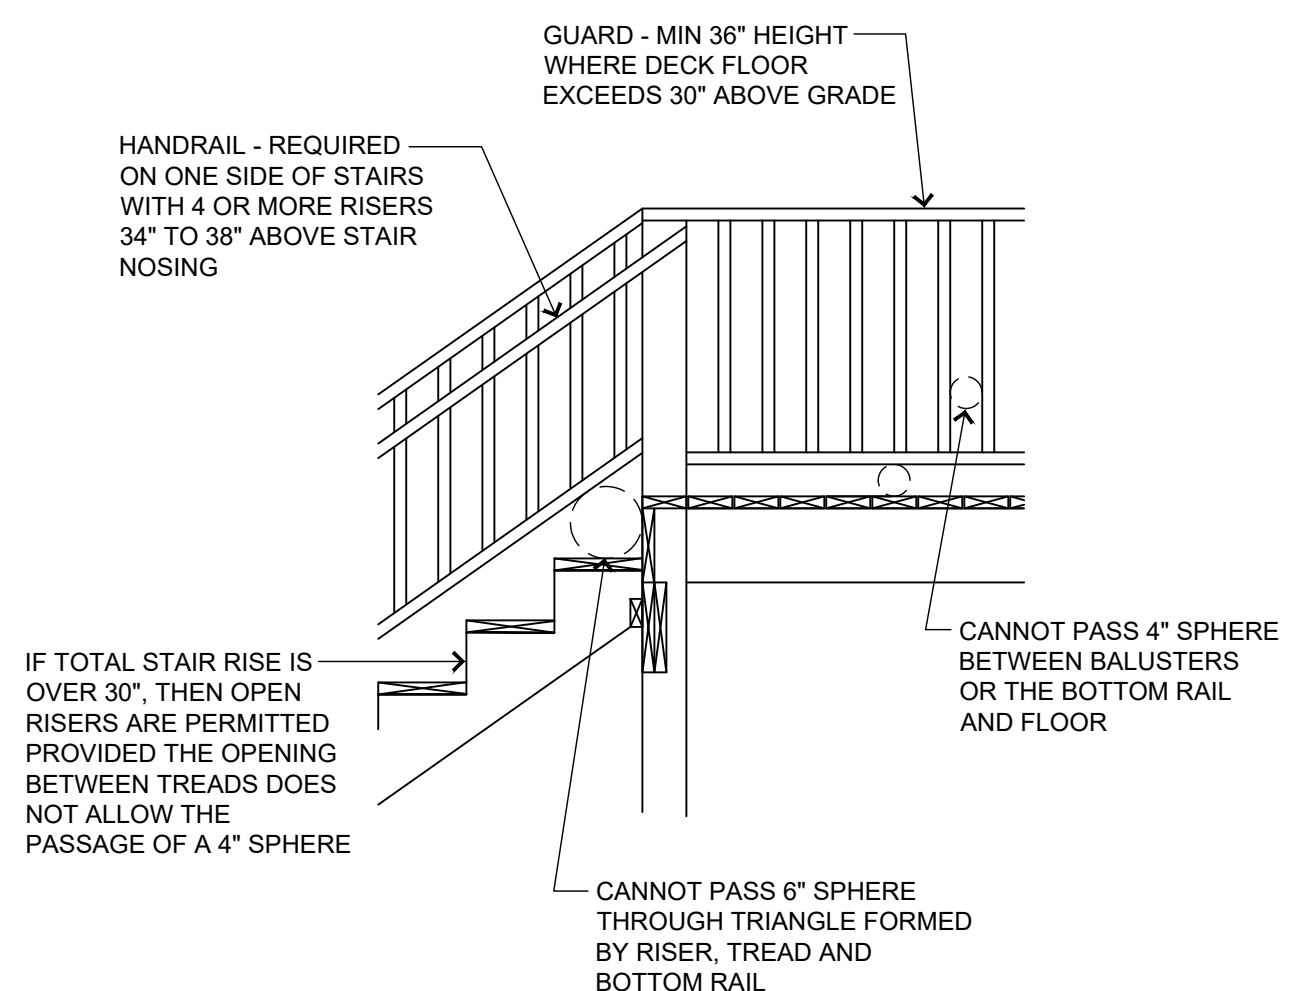 GUARD - MIN 36" HEIGHT
WHERE DECK FLOOR
EXCEEDS 30" ABOVE GRADE
HANDRAIL - REQUIRED
ON ONE SIDE OF STAIRS
WITH 4 OR MORE RISERS
34" TO 38" ABOVE STAIR
NOSING
CANNOT PASS 4" SPHERE
BETWEEN BALUSTERS
OR THE BOTTOM RAIL
AND FLOOR
IF TOTAL STAIR RISE IS
OVER 30", THEN OPEN
RISERS ARE PERMITTED
PROVIDED THE OPENING
BETWEEN TREADS DOES
NOT ALLOW THE
PASSAGE OF A 4" SPHERE
CANNOT PASS 6" SPHERE
THROUGH TRIANGLE FORMED
BY RISER, TREAD AND
BOTTOM RAIL